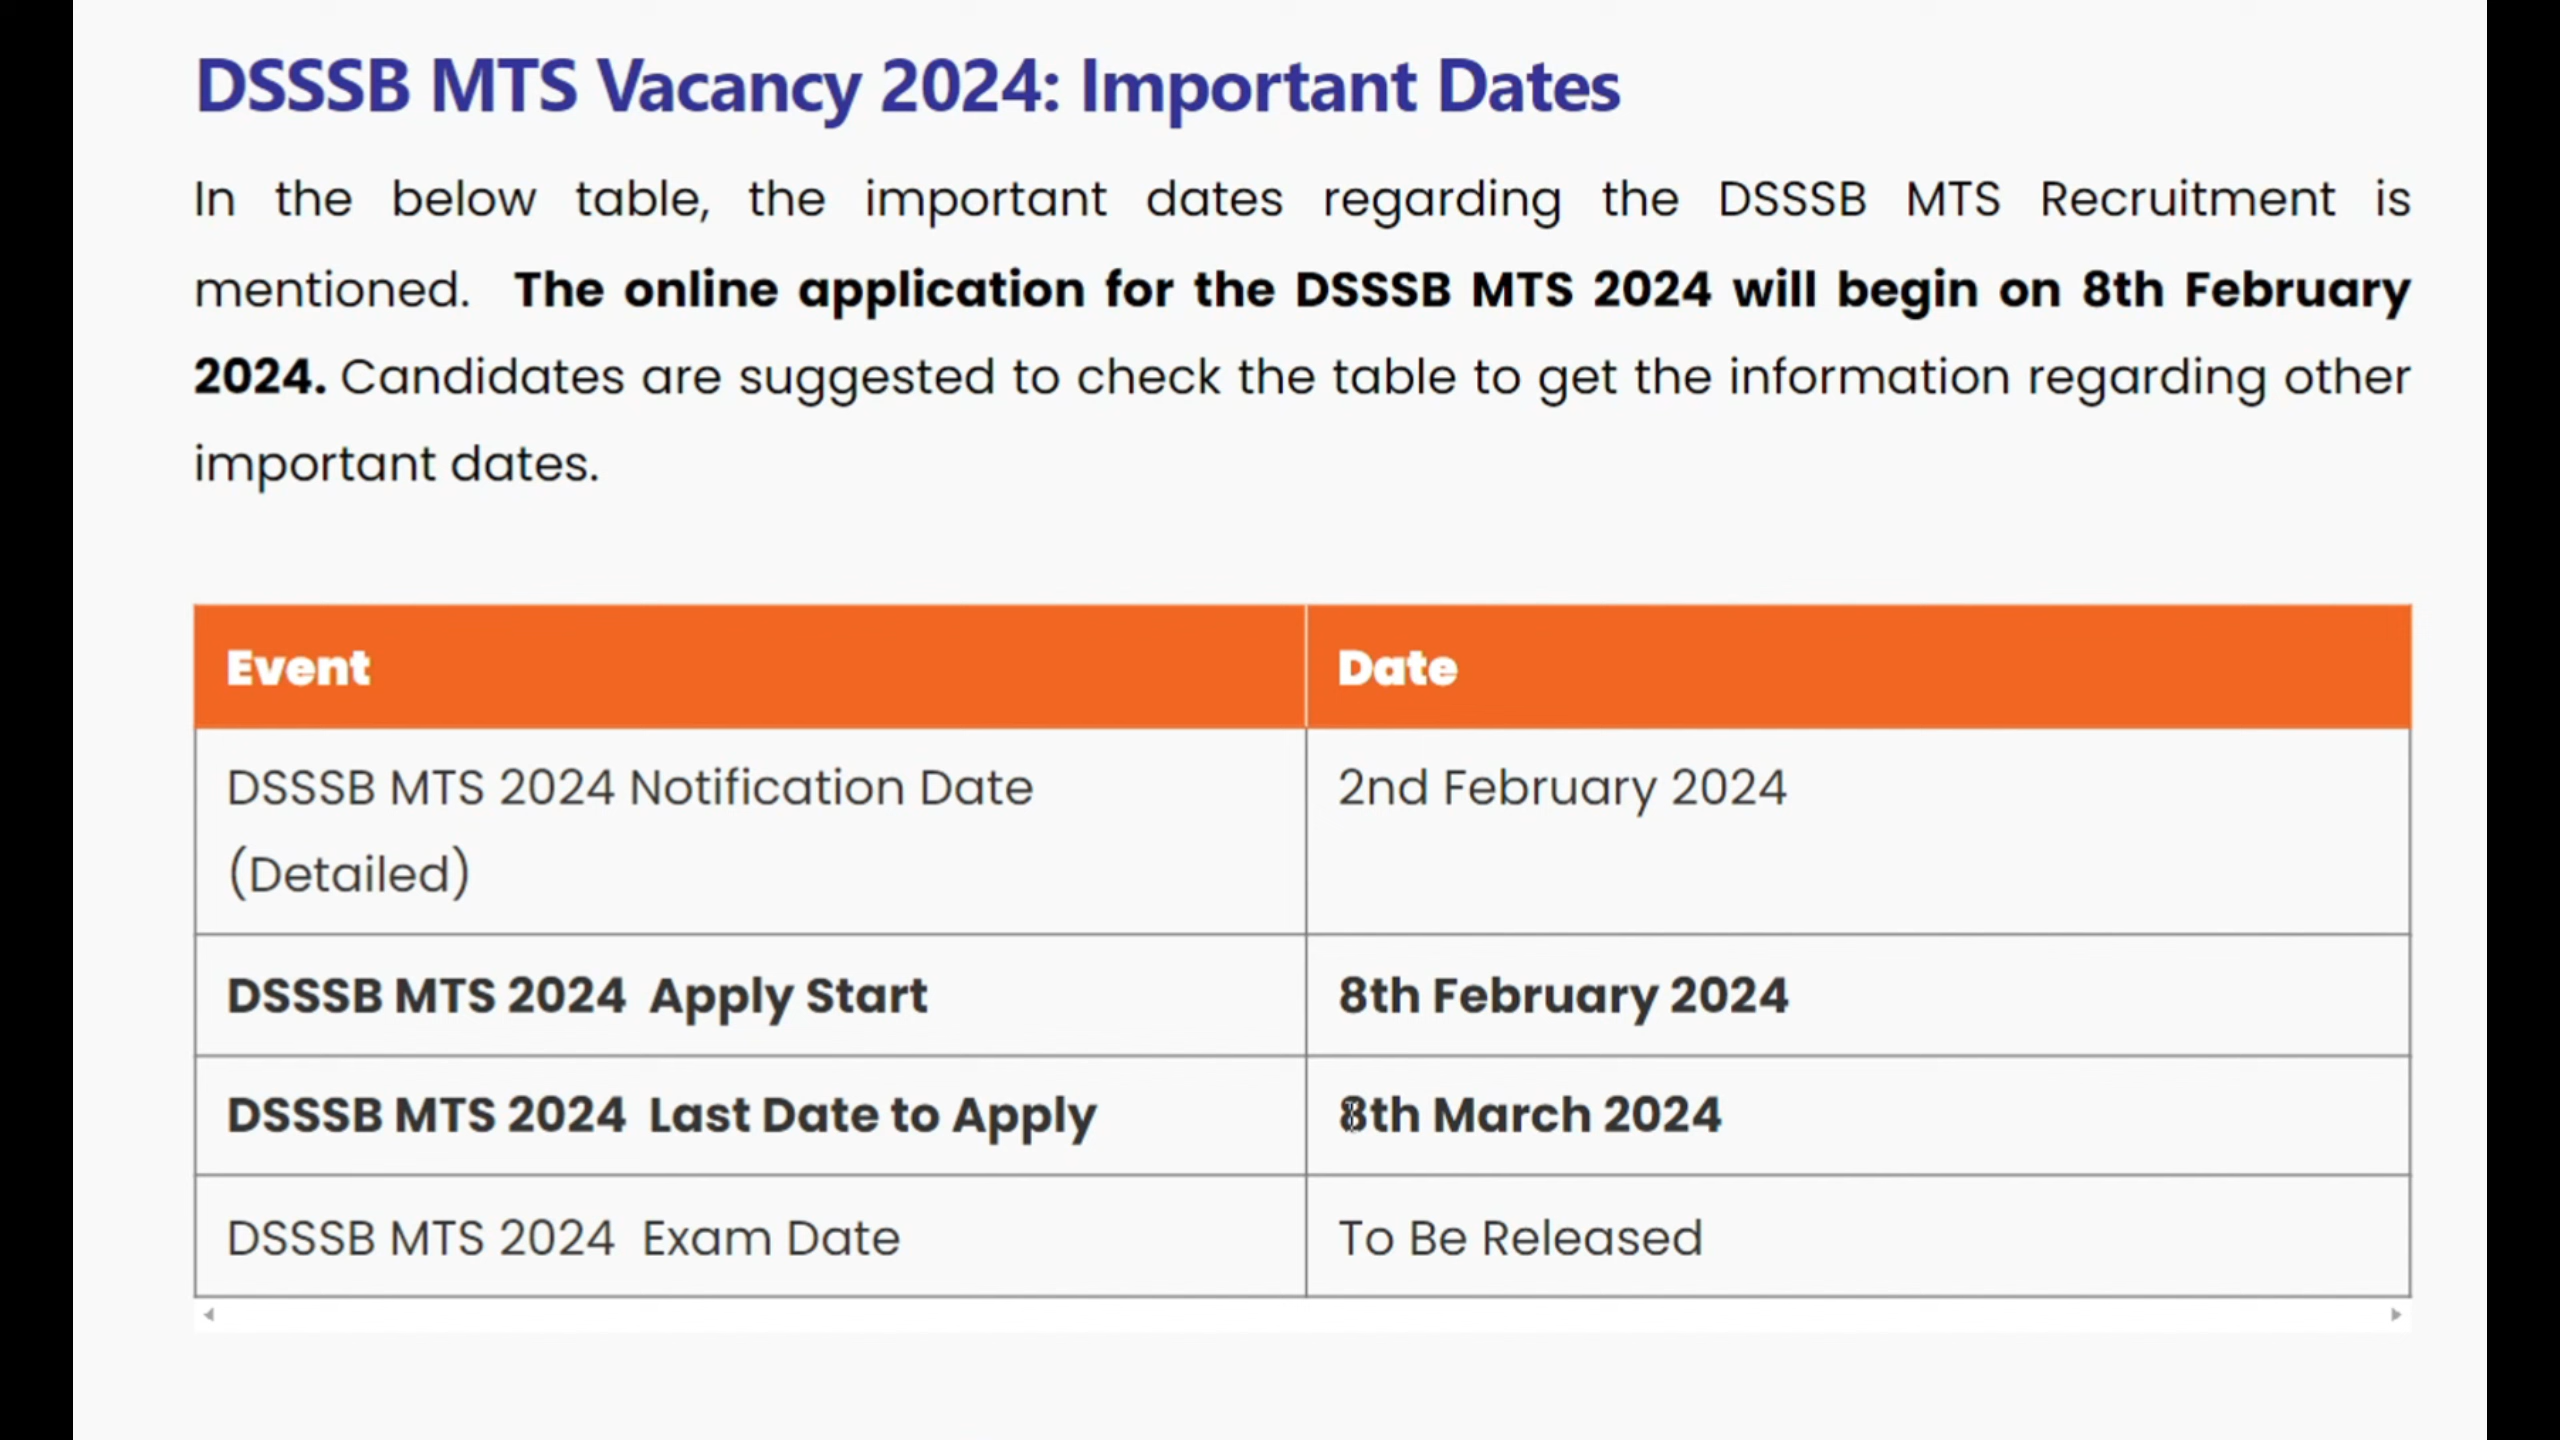 DSSSB MTS Vacancy 2024: Important Dates
In the below table, the important dates regarding the DSSSB MTS Recruitment is
mentioned. The online application for the DSSSB MTS 2024 will begin on 8th February
2024. Candidates are suggested to check the table to get the information regarding other
important dates.
Event Date
DSSSB MTS 2024 Notification Date 2nd February 2024
(Detailed)
DSSSB MTS 2024 Apply Start 8th February 2024
DSSSB MTS 2024 Last Date to Apply 8th March 2024
DSSSB MTS 2024 Exam Date To Be Released